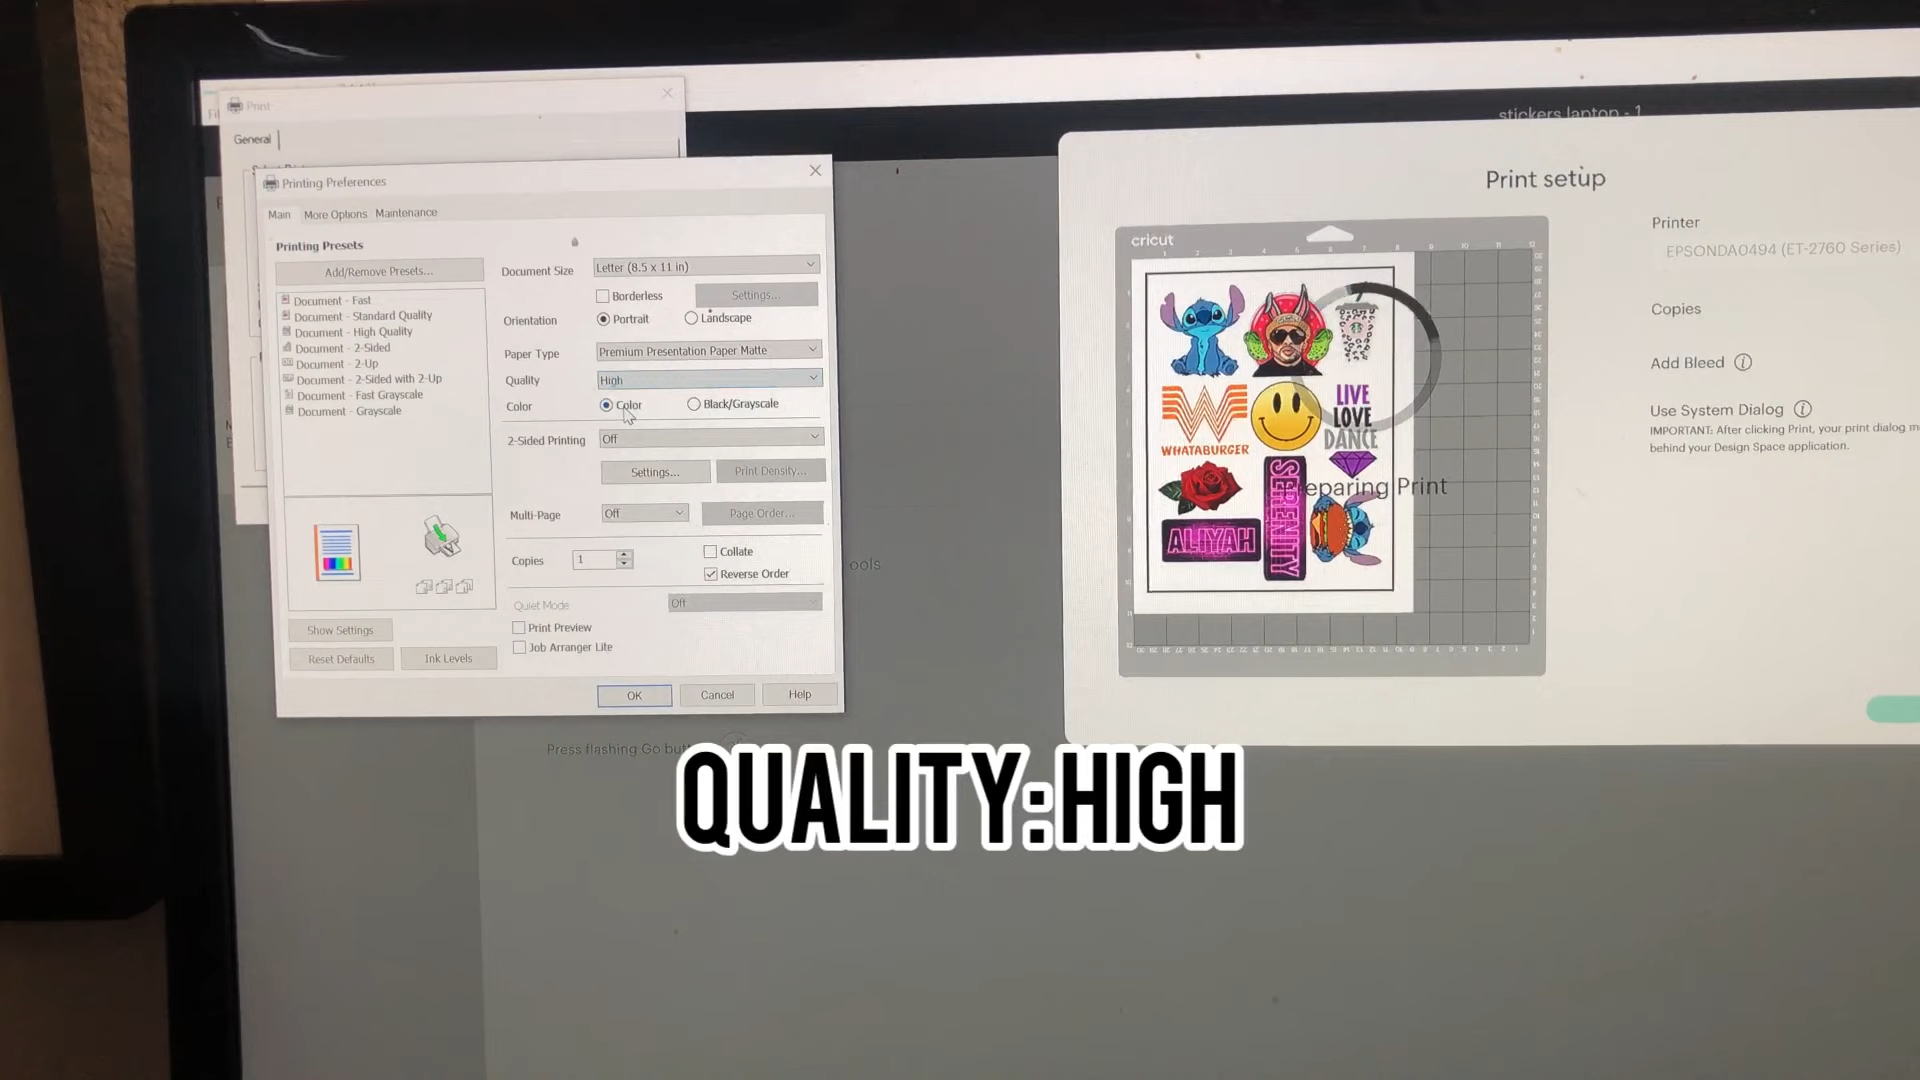 Print
General
Printing Preferences
Main More Options Maintenance
Printing Presets
Add/Remove Presets...
Document - Fast
Document - Standard Quality
Document - High Quality
Document - 2-Sided
Document - 2-Up
Document - 2-Sided with 2-Up
Document - Fast Grayscale
Document - Grayscale
Show Settings
Reset Defaults Ink Levels
Document Size Letter (8.5 x 11 in)
Borderless Settings...
Orientation Portrait Landscape
Paper Type Premium Presentation Paper Matte
Quality High
Color Color Black/Grayscale
2-Sided Printing Off
Settings... Print Density...
Multi-Page Off Page Order...
Copies 1 Collate
Reverse Order
Quiet Mode Off
Print Preview
Job Arranger Lite
OK Cancel Help
ools
Press flashing Go but
stickers laptop - 1
Print setup
cricut
WHATABURGER
LIVE
LOVE
DANCE
SERENITY
ALIYAH
eparing Print
Printer
EPSONDA0494 (ET-2760 Series)
Copies
Add Bleed
Use System Dialog
IMPORTANT: After clicking Print, your print dialog m
behind your Design Space application.
QUALITY:HIGH